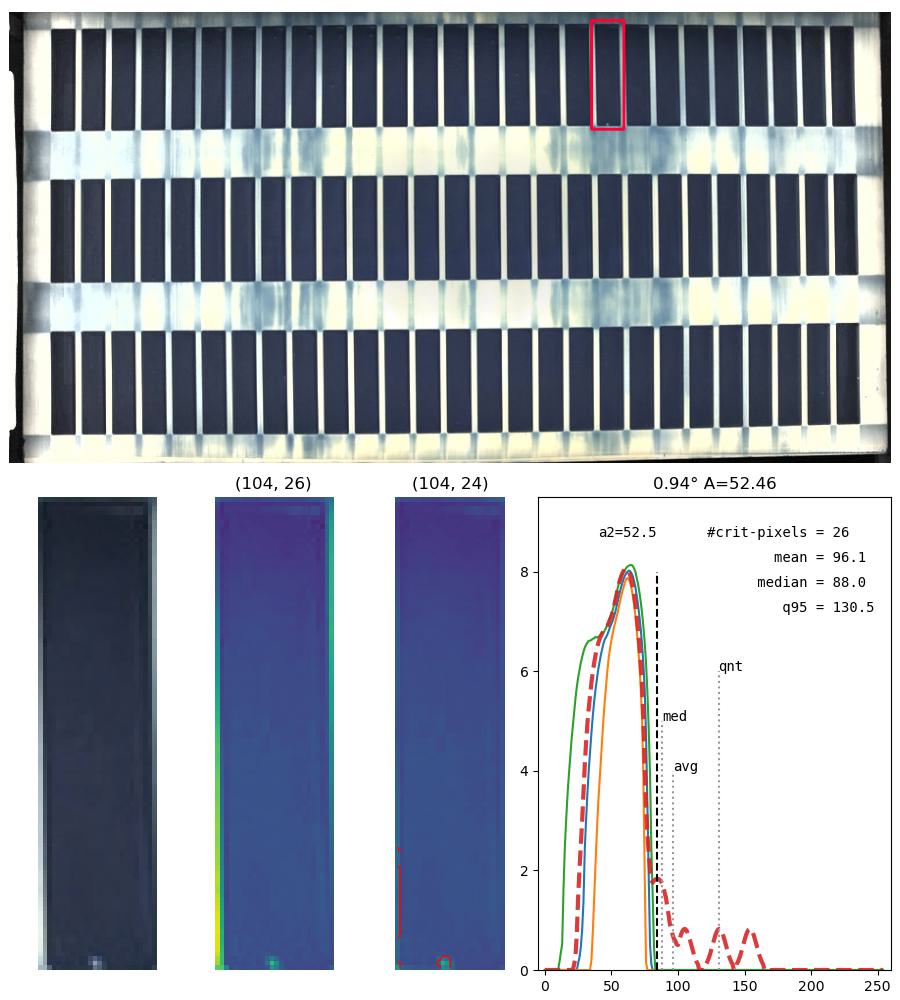 (104, 26)
(104, 24)
0.94° A=52.46
a2=52.5
#crit-pixels = 26
mean = 96.1
median = 88.0
q95 = 130.5
qnt
med
avg
8
6
4
2
0
0 50 100 150 200 250